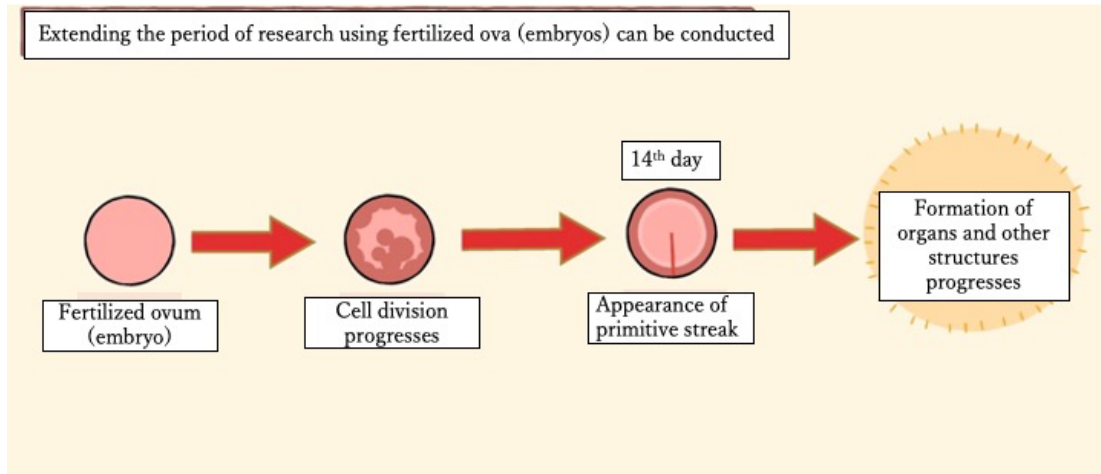 Extending the period of research using fertilized ova (embryos) can be conducted
14th day
Fertilized ovum
(embryo)
Cell division
progresses
Appearance of
primitive streak
Formation of
organs and other
structures
progresses